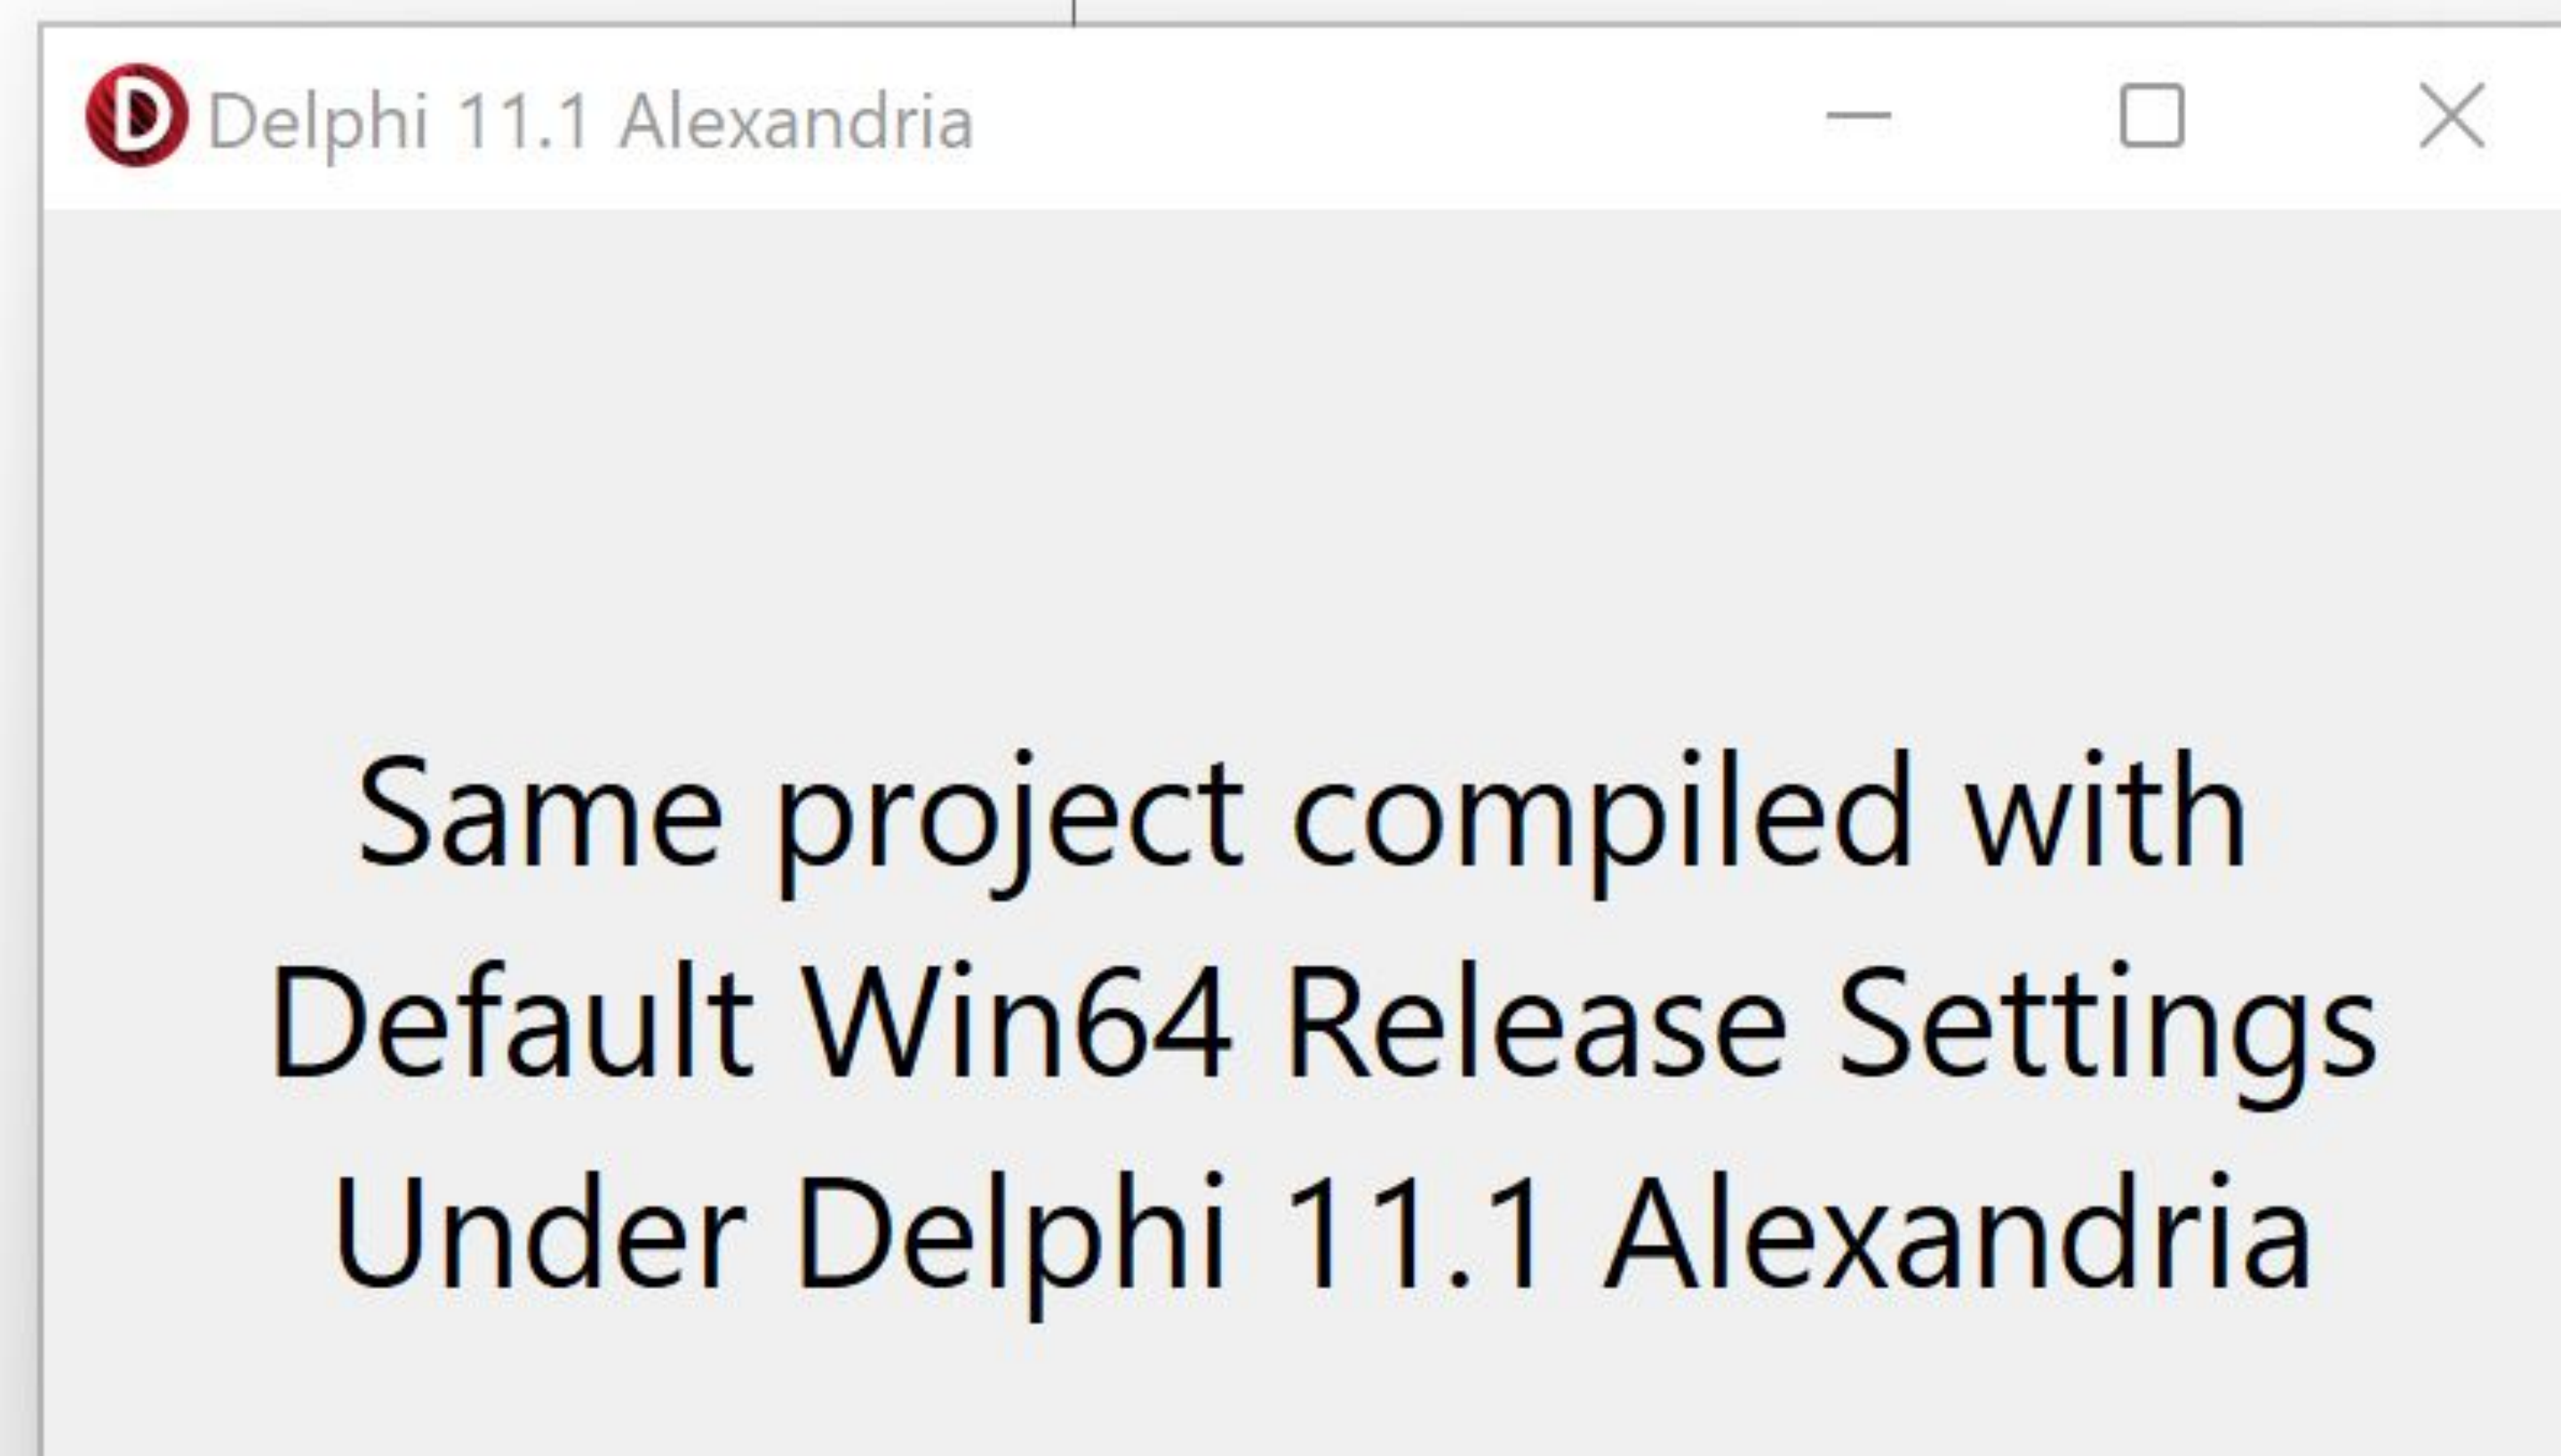 Delphi 11.1 Alexandria
Same project compiled with
Default Win64 Release Settings
Under Delphi 11.1 Alexandria